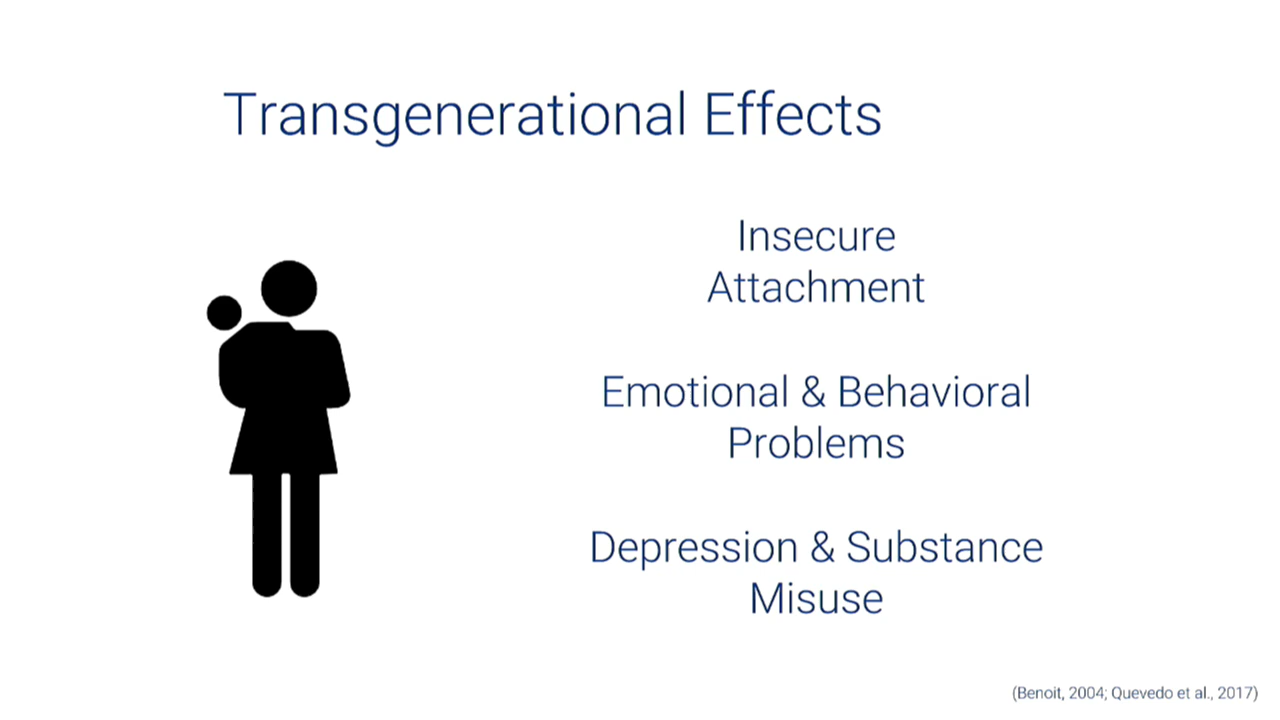 Transgenerational Effects
Insecure
Attachment
Emotional & Behavioral
Problems
Depression & Substance
Misuse
(Benoit, 2004; Quevedo et al., 2017)